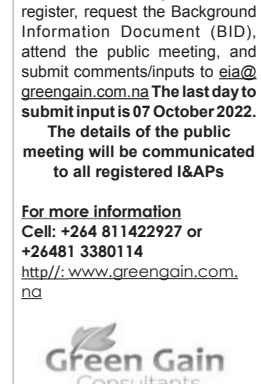 register, request the Background
Information Document (BID),
attend the public meeting, and
submit comments/inputs to eia@
greengain.com.na The last day to
submit input is 07 October 2022.
The details of the public
meeting will be communicated
to all registered I&APs
For more information
Cell: +264 811422927 or
+26481 3380114
http//: www.greengain.com.
na
Green Gain
Consultants